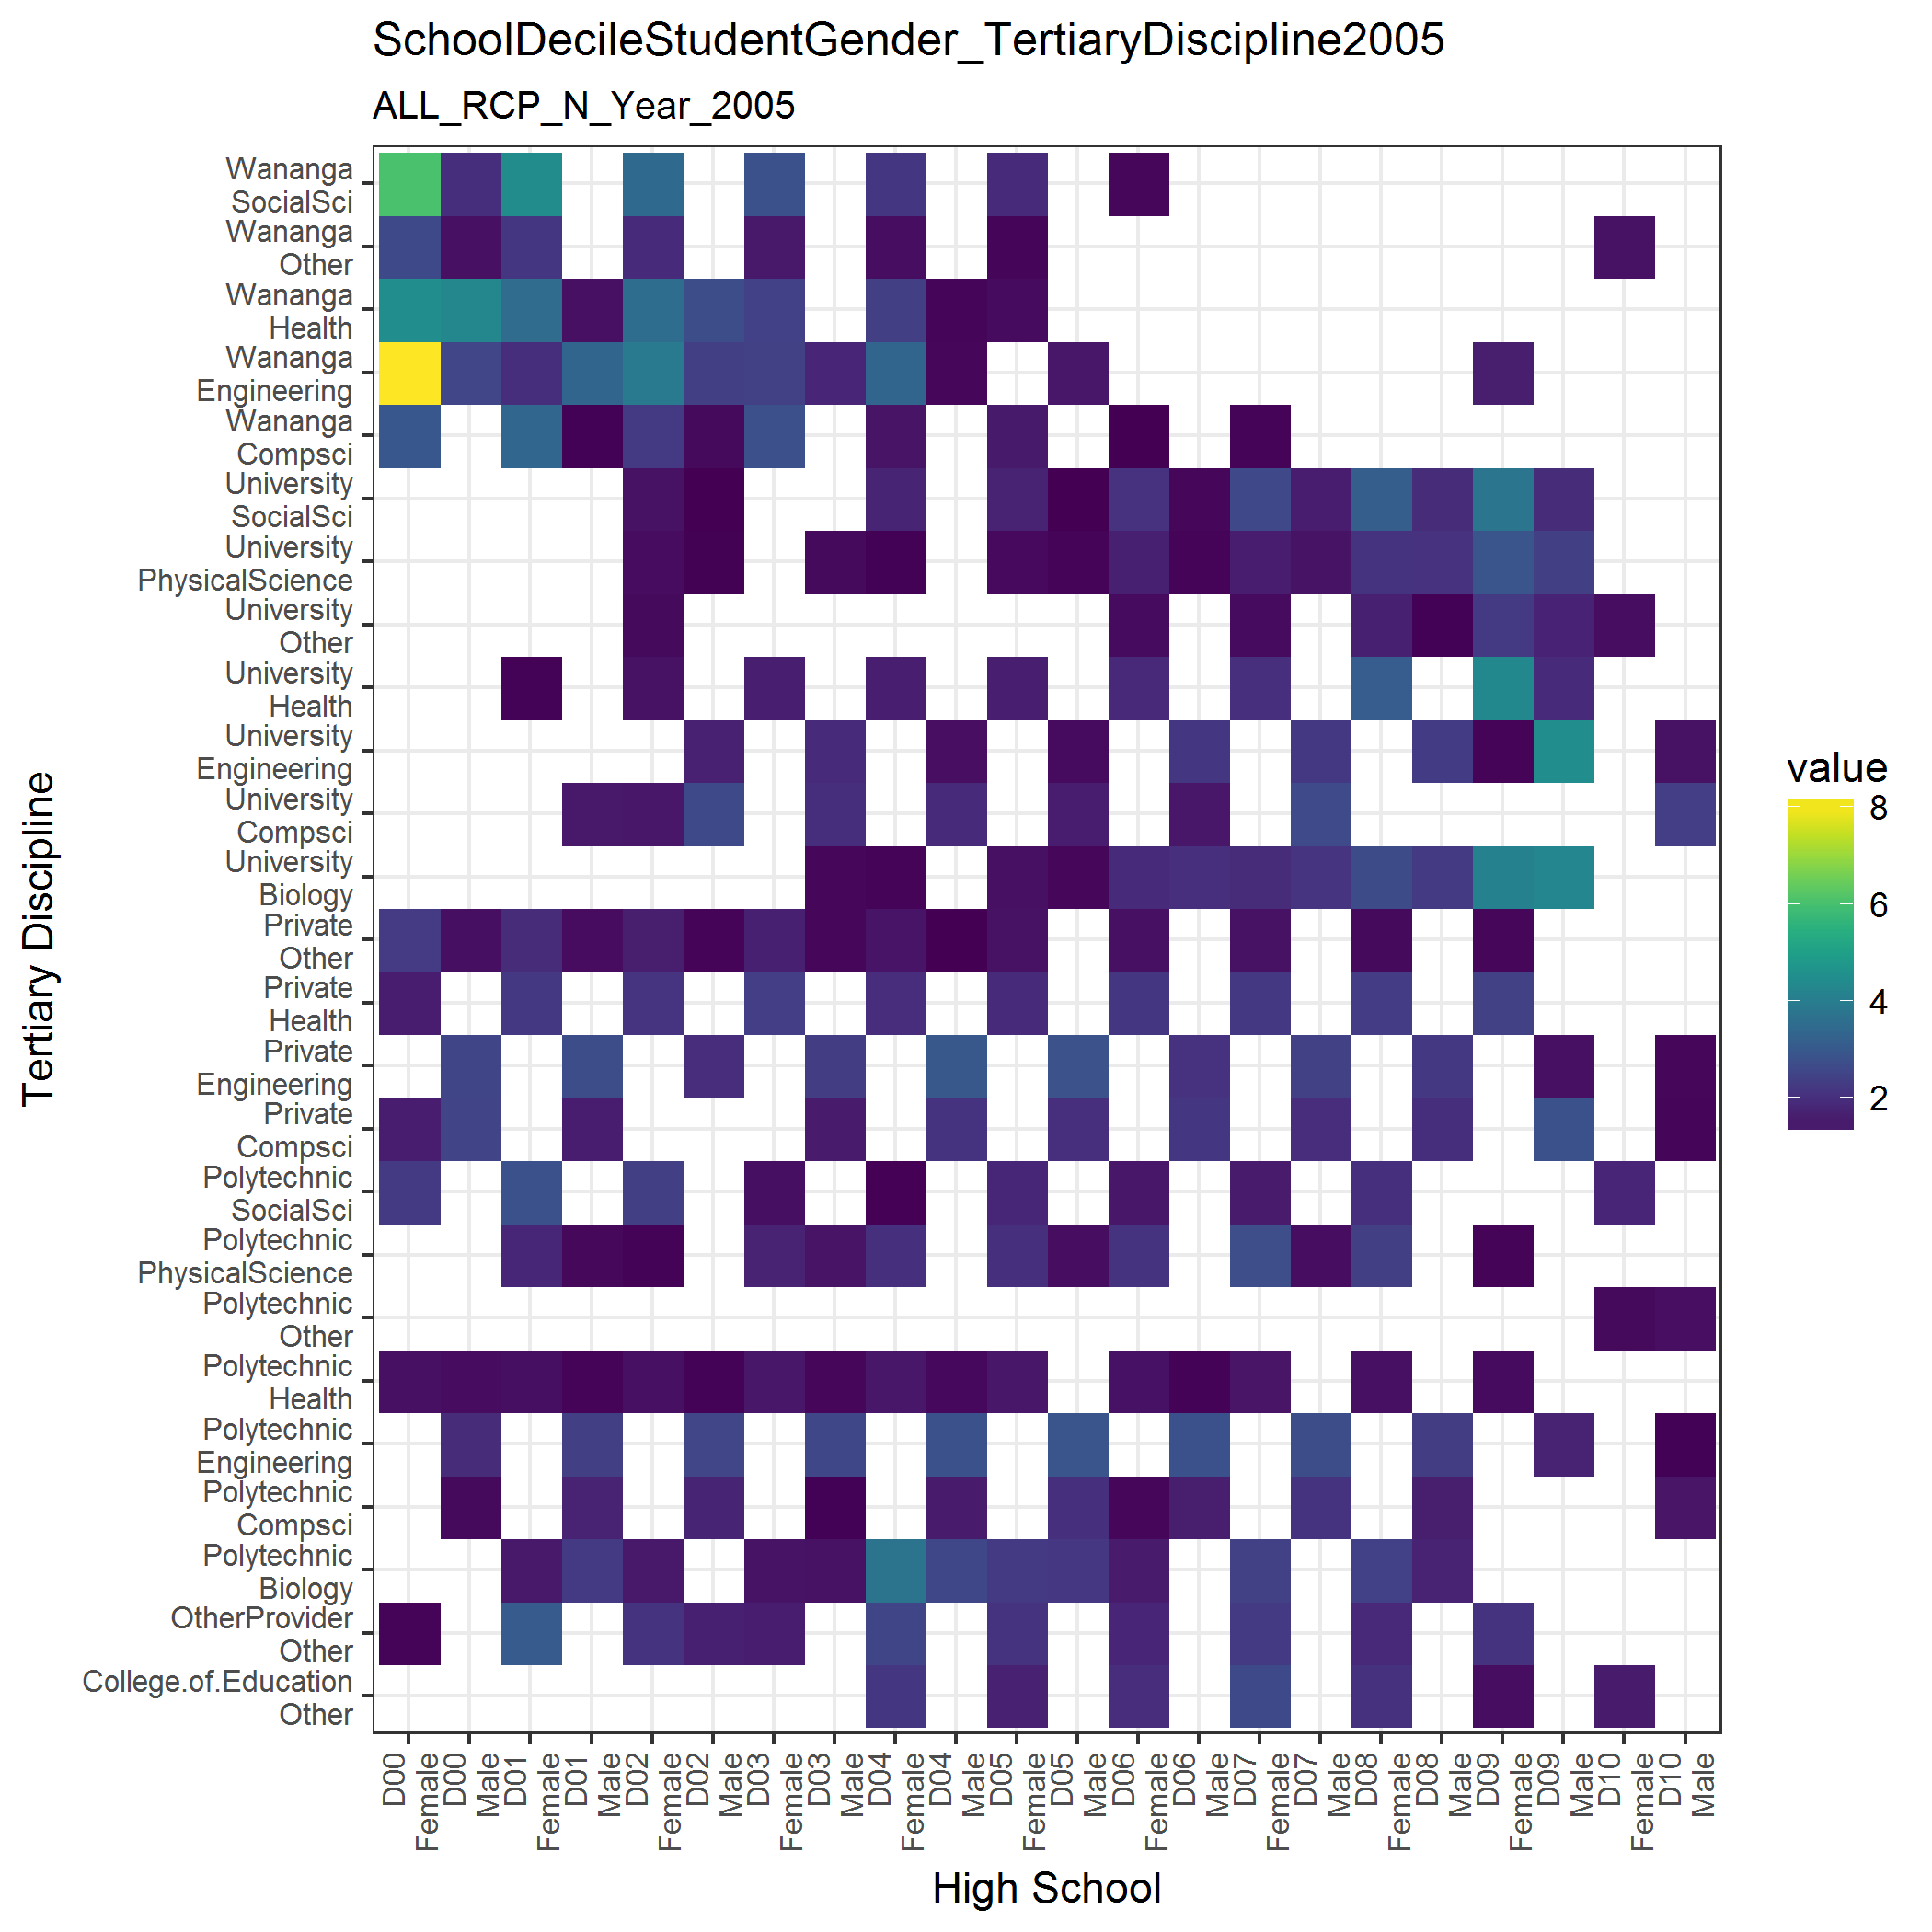 SchoolDecileStudentGender_TertiaryDiscipline2005
ALL_RCP_N_Year_2005
Tertiary Discipline
Wananga
SocialSci
Wananga
Other
Wananga
Health
Wananga
Engineering
Wananga
Compsci
University
SocialSci
University
PhysicalScience
University
Other
University
Health
University
Engineering
University
Compsci
University
Biology
Private
Other
Private
Health
Private
Engineering
Private
Compsci
Polytechnic
SocialSci
Polytechnic
PhysicalScience
Polytechnic
Other
Polytechnic
Health
Polytechnic
Engineering
Polytechnic
Compsci
Polytechnic
Biology
OtherProvider
Other
College.of.Education
Other
D00
Female
D00
Male
D01
Female
D01
Male
D02
Female
D02
Male
D03
Female
D03
Male
D04
Female
D04
Male
D05
Female
D05
Male
D06
Female
D06
Male
D07
Female
D07
Male
D08
Female
D08
Male
D09
Female
D09
Male
D10
Female
D10
Male
High School
value
8
6
4
2